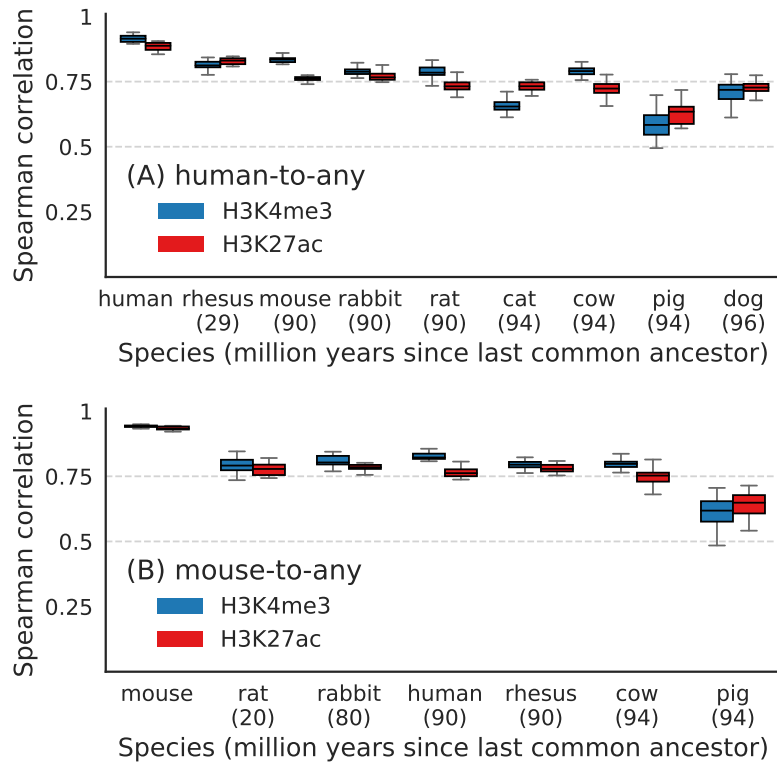 1
0.75
0.5
0.25
Spearman correlation
(A) human-to-any
H3K4me3
H3K27ac
human rhesus mouse rabbit rat cat cow pig dog
(29) (90) (90) (90) (94) (94) (94) (96)
Species (million years since last common ancestor)
1
0.75
0.5
0.25
Spearman correlation
(B) mouse-to-any
H3K4me3
H3K27ac
mouse rat rabbit human rhesus cow pig
(20) (80) (90) (90) (94) (94)
Species (million years since last common ancestor)